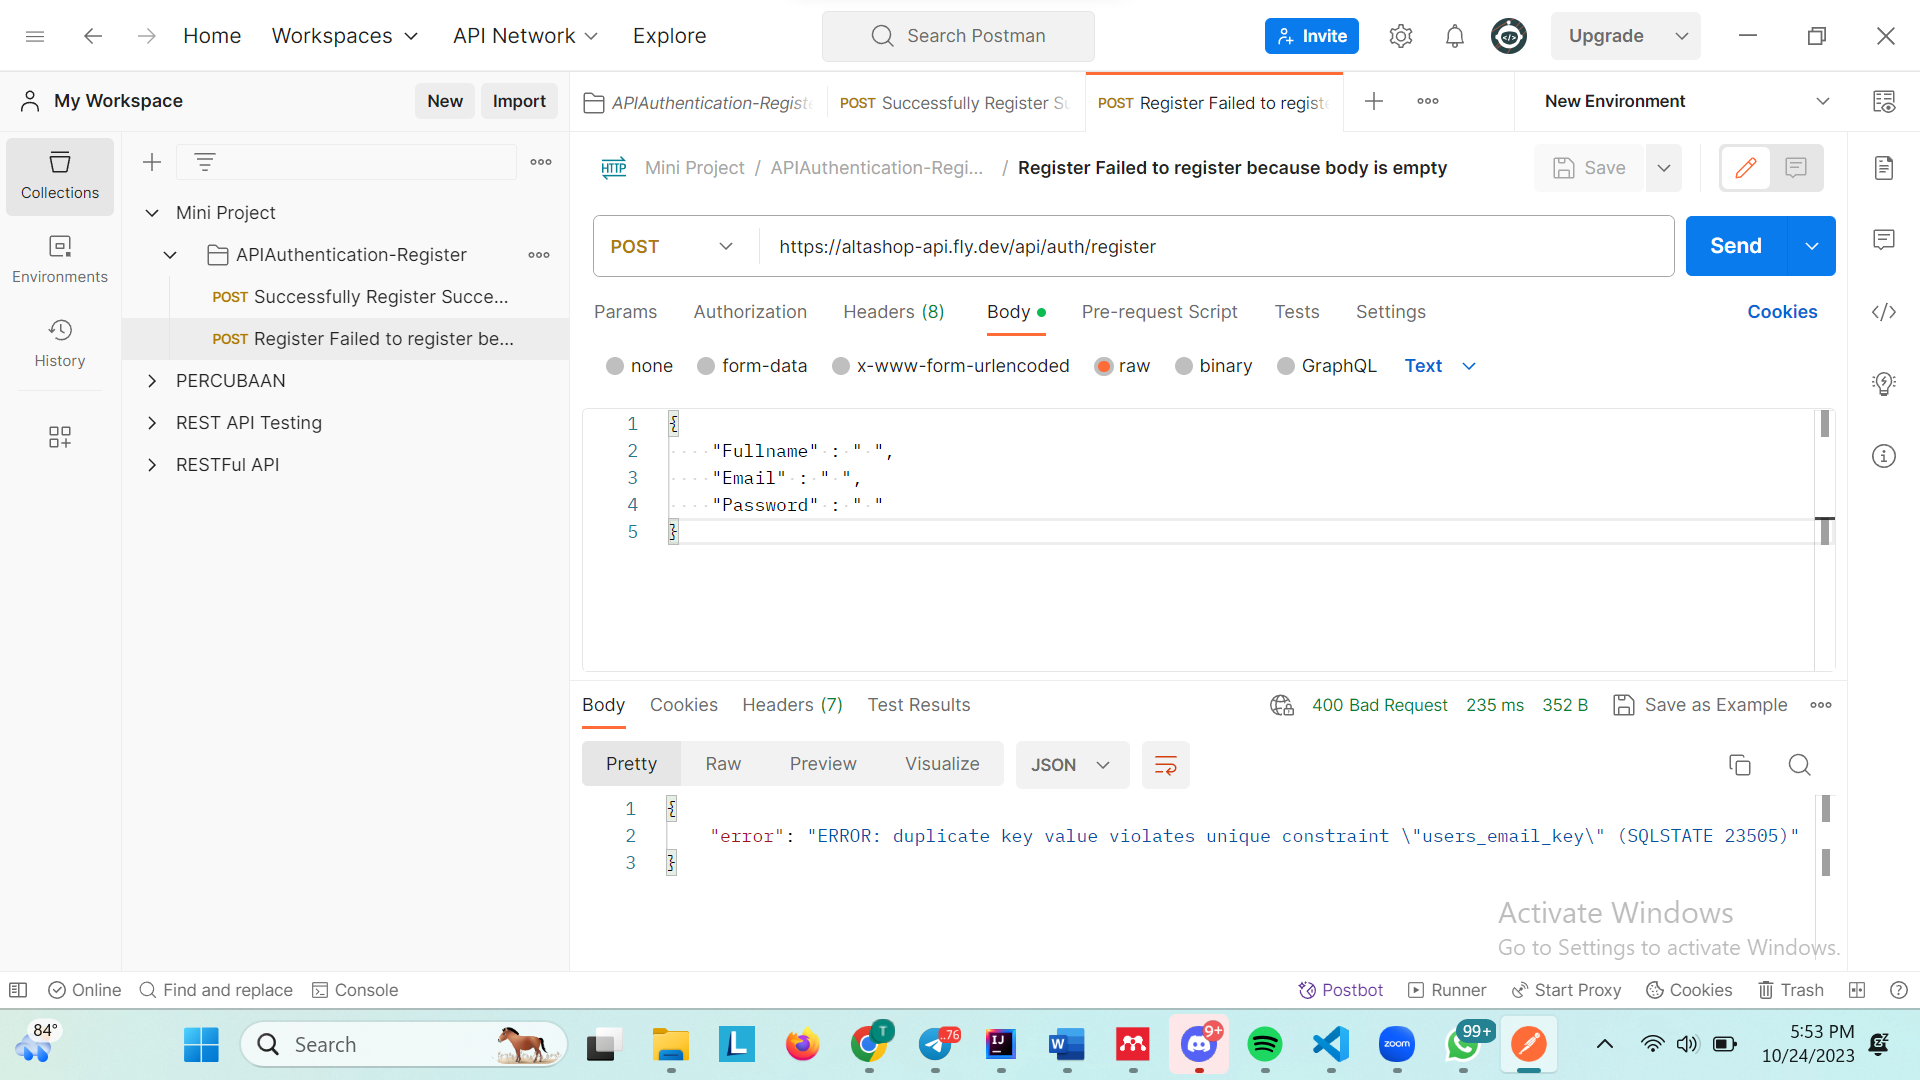 Home
Workspaces
API Network
Explore
Search Postman
Invite
Upgrade
My Workspace
New
Import
APIAuthentication-Registe
POST Successfully Register Su
POST Register Failed to regist
New Environment
Collections
Environments
History
Mini Project
APIAuthentication-Register
POST Successfully Register Succe...
POST Register Failed to register be...
PERCUBAAN
REST API Testing
RESTFul API
HTTP
Mini Project / APIAuthentication-Regi... / Register Failed to register because body is empty
Save
POST
https://altashop-api.fly.dev/api/auth/register
Send
Params
Authorization
Headers (8)
Body
Pre-request Script
Tests
Settings
Cookies
none
form-data
x-www-form-urlencoded
raw
binary
GraphQL
Text
1 {
2 "Fullname" : " ",
3 "Email" : " ",
4 "Password" : " "
5 }
Body
Cookies
Headers (7)
Test Results
400 Bad Request
235 ms
352 B
Save as Example
Pretty
Raw
Preview
Visualize
JSON
1 {
2 "error": "ERROR: duplicate key value violates unique constraint \"users_email_key\" (SQLSTATE 23505)"
3 }
Activate Windows
Go to Settings to activate Windows.
Online
Find and replace
Console
Postbot
Runner
Start Proxy
Cookies
Trash
84°
Search
L
T
..76
IJ
W
9+
zoom
99+
5:53 PM
10/24/2023